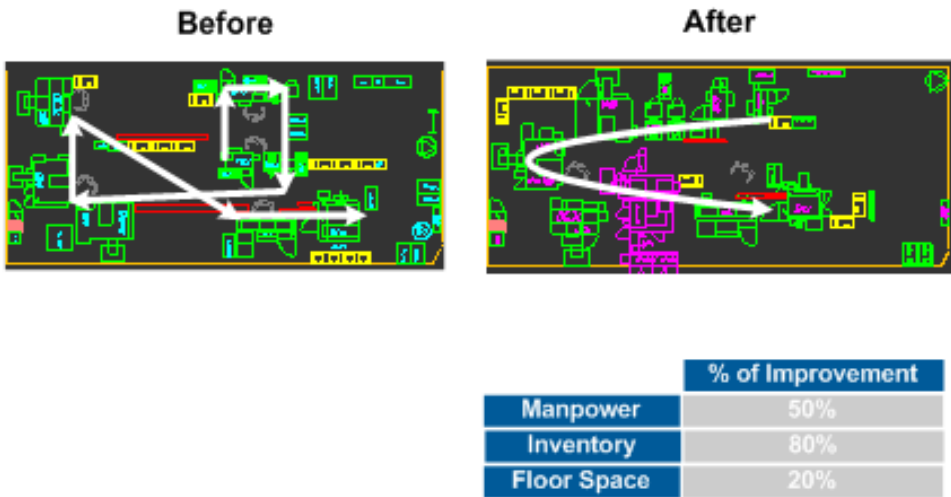 Before
After
% of Improvement
Manpower 50%
Inventory 80%
Floor Space 20%